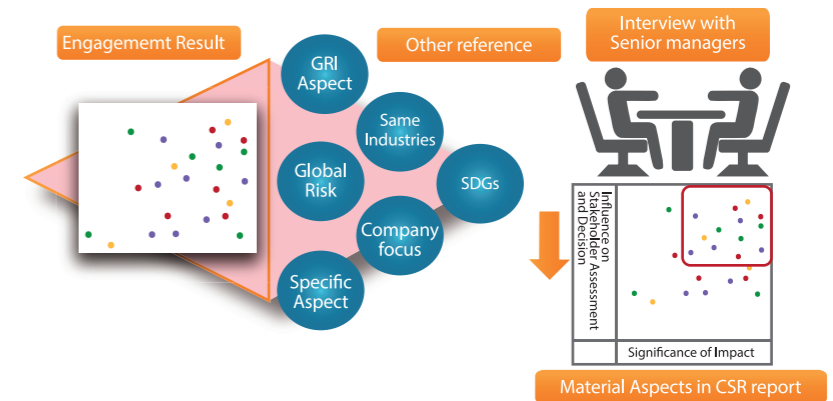 Engagememt Result
Other reference
Interview with
Senior managers
GRI
Aspect
Same
Industries
Global
Risk
SDGs
Company
focus
Specific
Aspect
Influence on
Stakeholder Assessment
and Decision
Significance of Impact
Material Aspects in CSR report